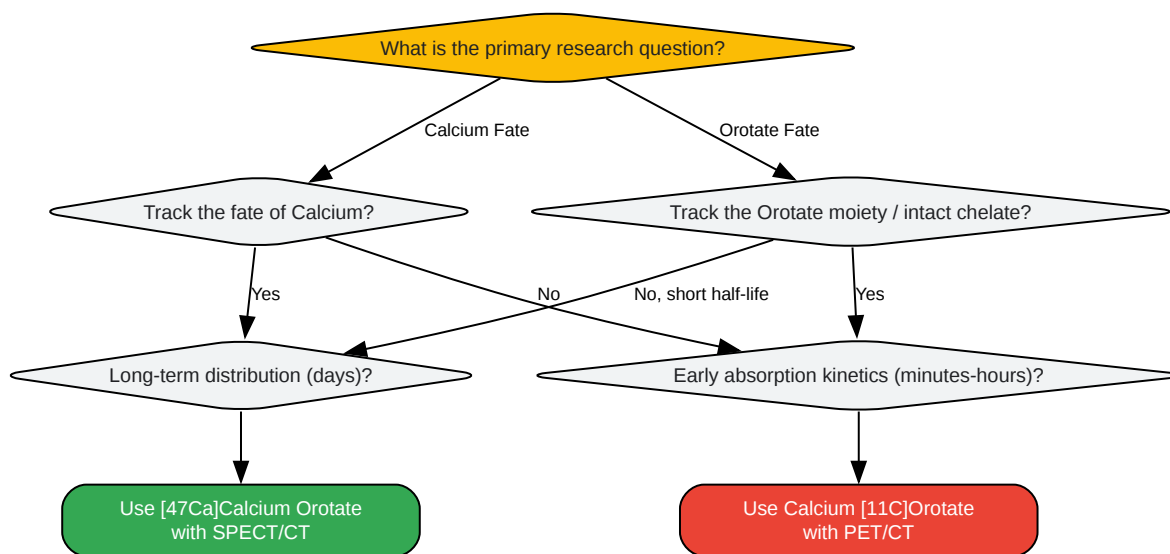 What is the primary research question?
Calcium Fate
Orotate Fate
Track the fate of Calcium?
Track the Orotate moiety / intact chelate?
Yes
No
No, short half-life
Yes
Long-term distribution (days)?
Early absorption kinetics (minutes-hours)?
Use [47Ca]Calcium Orotate
with SPECT/CT
Use Calcium [11C]Orotate
with PET/CT